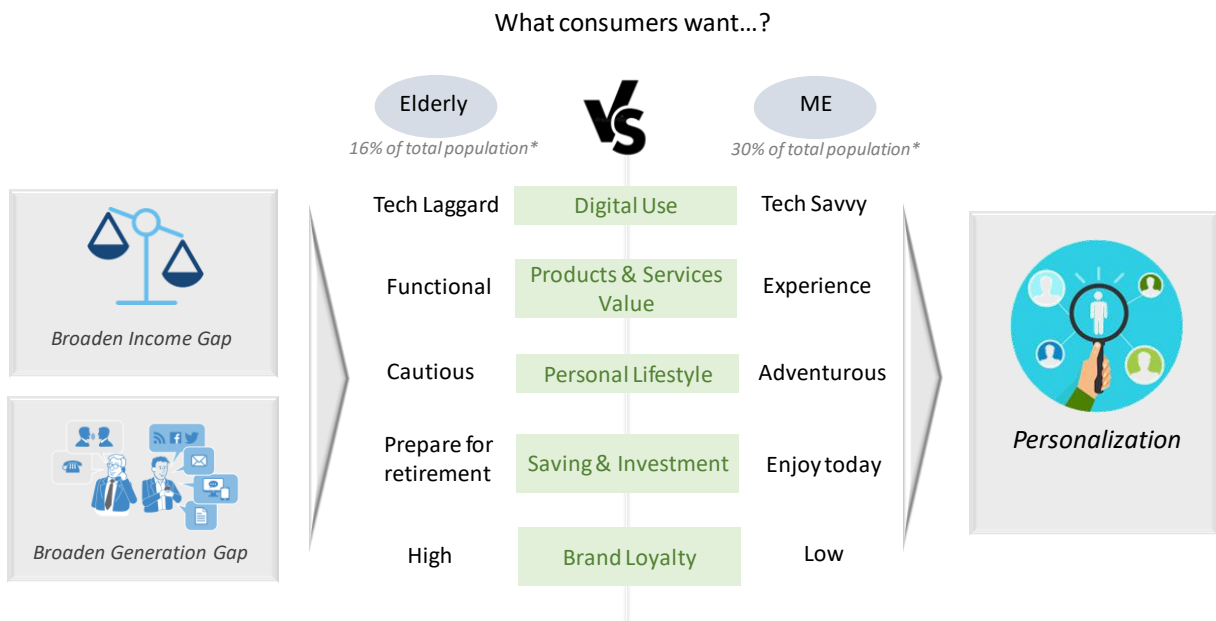 What consumers want...?
Elderly
VS
ME
16% of total population*
30% of total population*
Broaden Income Gap
Broaden Generation Gap
Tech Laggard
Digital Use
Tech Savvy
Functional
Products & Services
Value
Experience
Cautious
Personal Lifestyle
Adventurous
Prepare for
retirement
Saving & Investment
Enjoy today
High
Brand Loyalty
Low
Personalization